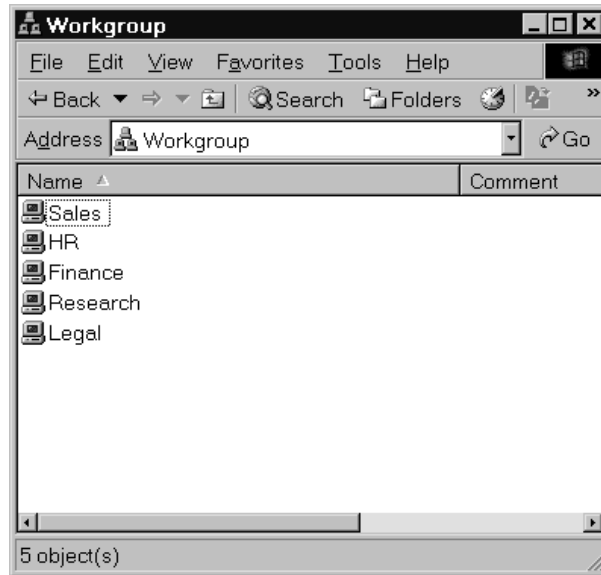 Workgroup
File Edit View Favorites Tools Help
Back Search Folders »
Address Workgroup Go
Name Comment
Sales
HR
Finance
Research
Legal
5 object(s)